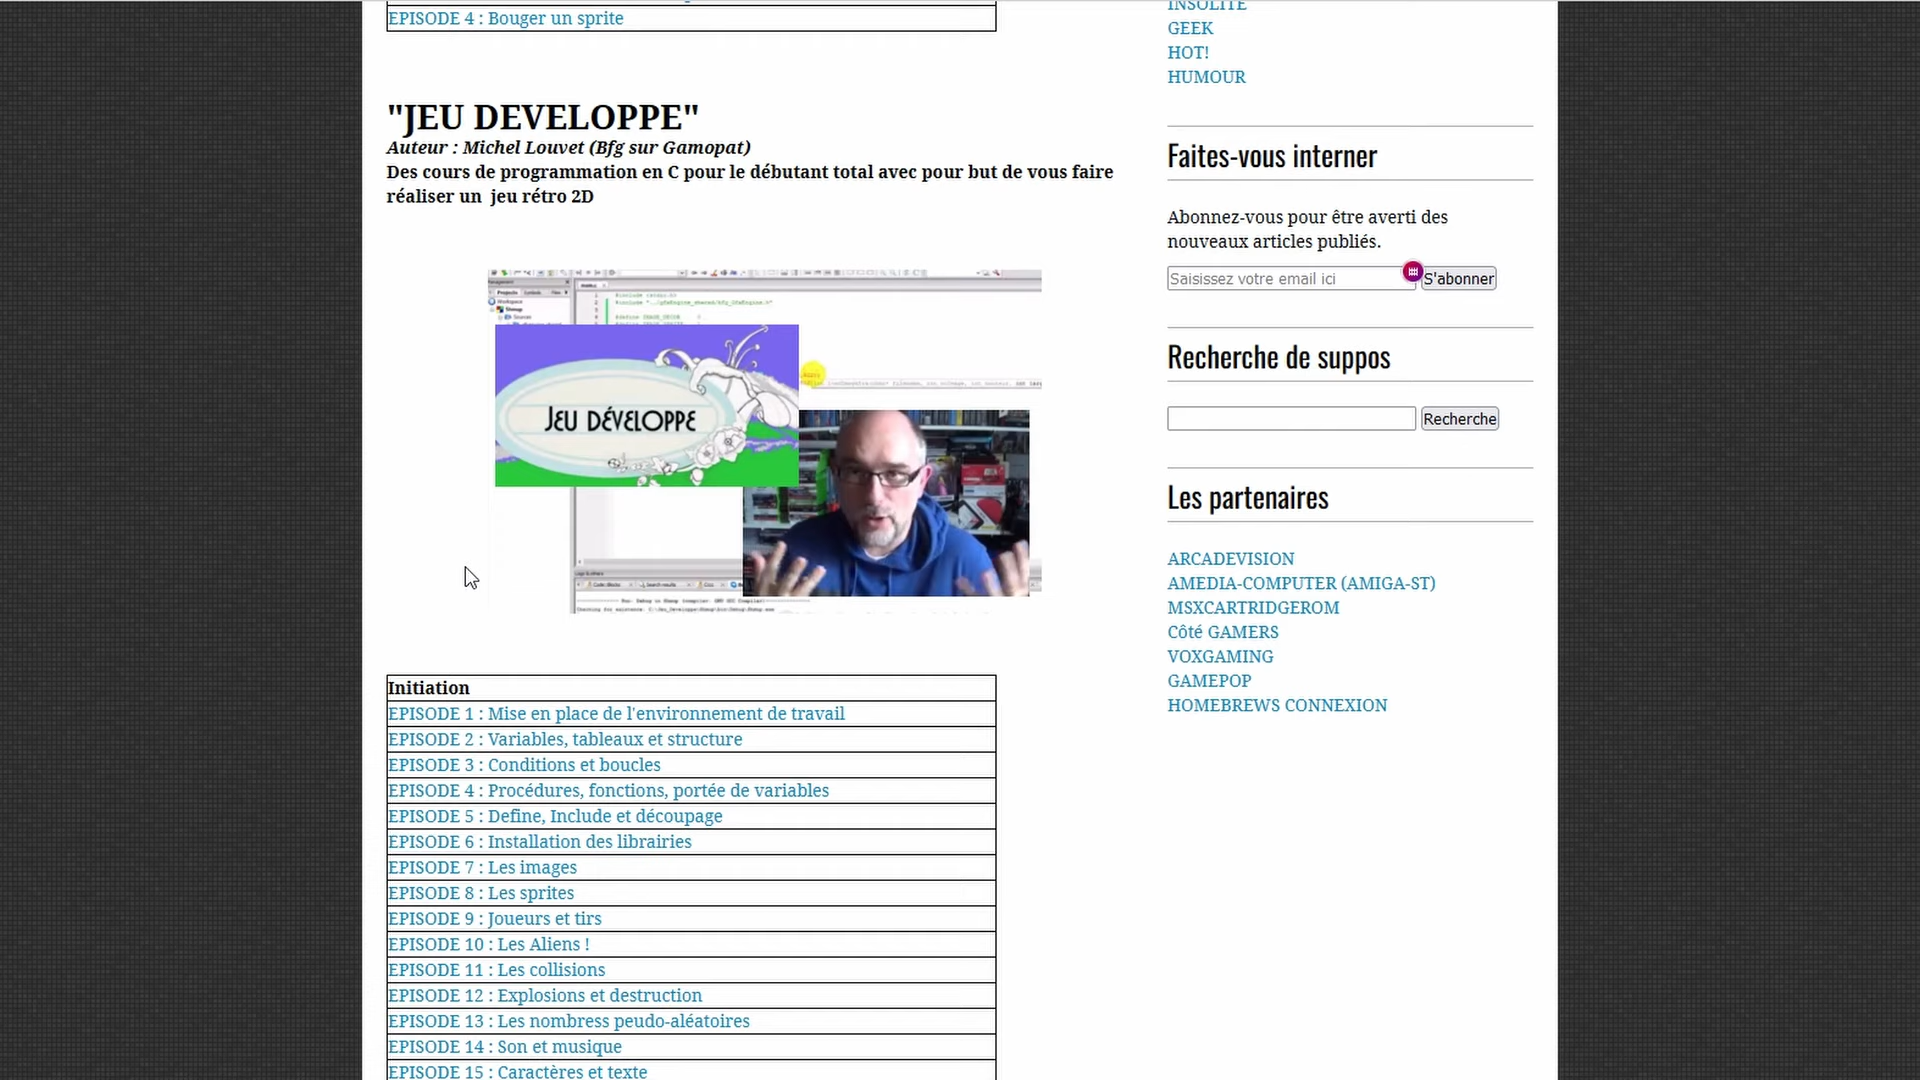 EPISODE 4 : Bouger un sprite
"JEU DEVELOPPE"
Auteur : Michel Louvet (Bfg sur Gamopat)
Des cours de programmation en C pour le débutant total avec pour but de vous faire
réaliser un jeu rétro 2D
JEU DÉVELOPPE
Initiation
EPISODE 1 : Mise en place de l'environnement de travail
EPISODE 2 : Variables, tableaux et structure
EPISODE 3 : Conditions et boucles
EPISODE 4 : Procédures, fonctions, portée de variables
EPISODE 5 : Define, Include et découpage
EPISODE 6 : Installation des librairies
EPISODE 7 : Les images
EPISODE 8 : Les sprites
EPISODE 9 : Joueurs et tirs
EPISODE 10 : Les Aliens !
EPISODE 11 : Les collisions
EPISODE 12 : Explosions et destruction
EPISODE 13 : Les nombress peudo-aléatoires
EPISODE 14 : Son et musique
EPISODE 15 : Caractères et texte
INSOLITE
GEEK
HOT!
HUMOUR
Faites-vous interner
Abonnez-vous pour être averti des
nouveaux articles publiés.
Saisissez votre email ici
S'abonner
Recherche de suppos
Recherche
Les partenaires
ARCADEVISION
AMEDIA-COMPUTER (AMIGA-ST)
MSXCARTRIDGEROM
Côté GAMERS
VOXGAMING
GAMEPOP
HOMEBREWS CONNEXION